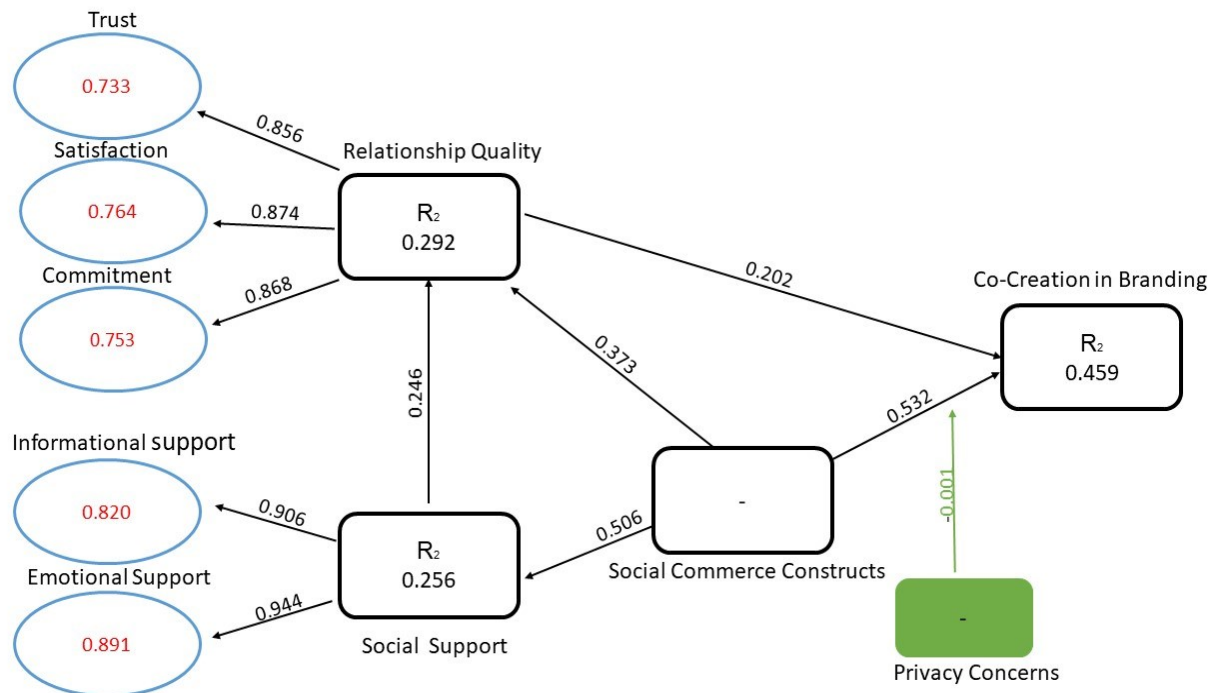 Trust
0.733
0.856
Satisfaction
Relationship Quality
0.764
0.874
R2
0.292
Commitment
0.868
0.753
0.202
Co-Creation in Branding
R2
0.459
0.246
0.373
0.532
Informational support
0.820
0.906
R2
0.256
0.506
-
Social Commerce Constructs
-0.001
Emotional Support
0.891
0.944
Social Support
-
Privacy Concerns